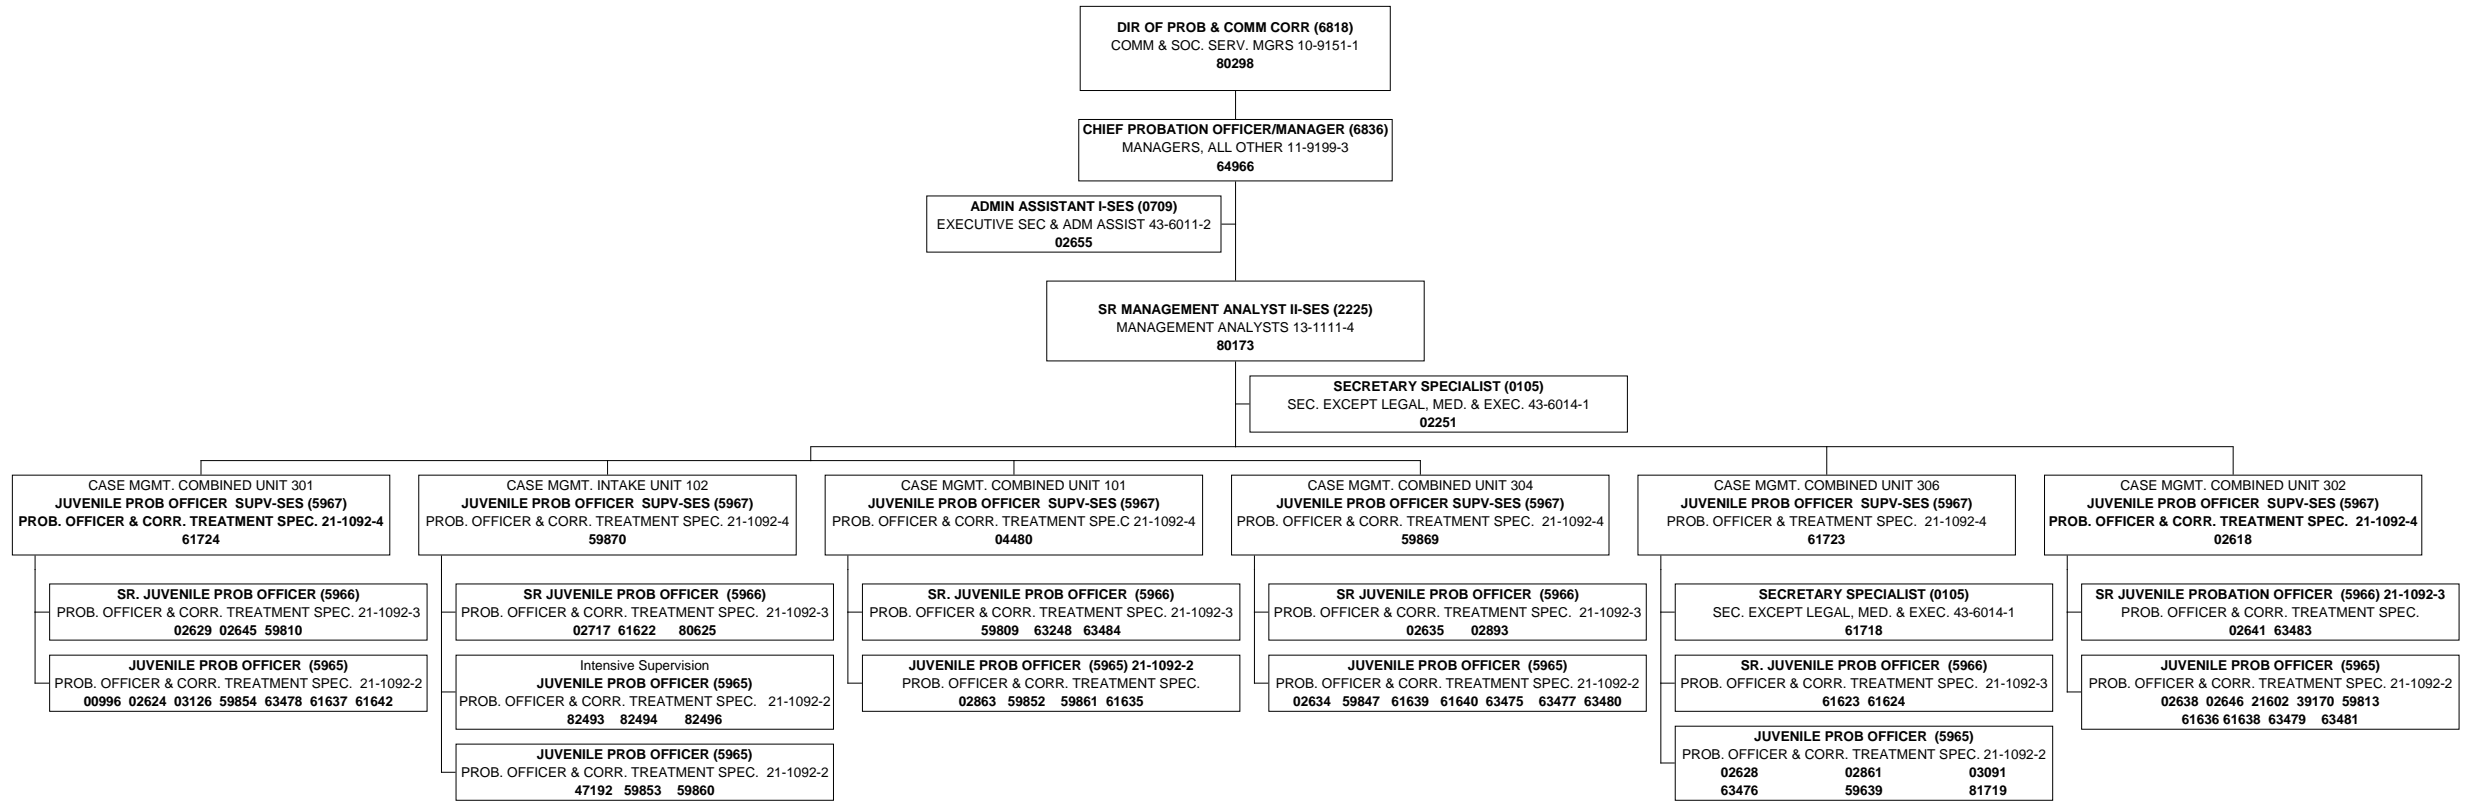 DIR OF PROB & COMM CORR (6818)
COMM & SOC. SERV. MGRS 10-9151-1
80298
CHIEF PROBATION OFFICER/MANAGER (6836)
MANAGERS, ALL OTHER 11-9199-3
64966
ADMIN ASSISTANT I-SES (0709)
EXECUTIVE SEC & ADM ASSIST 43-6011-2
02655
SR MANAGEMENT ANALYST II-SES (2225)
MANAGEMENT ANALYSTS 13-1111-4
80173
SECRETARY SPECIALIST (0105)
SEC. EXCEPT LEGAL, MED. & EXEC. 43-6014-1
02251
CASE MGMT. COMBINED UNIT 301
JUVENILE PROB OFFICER SUPV-SES (5967)
PROB. OFFICER & CORR. TREATMENT SPEC. 21-1092-4
61724
SR. JUVENILE PROB OFFICER (5966)
PROB. OFFICER & CORR. TREATMENT SPEC. 21-1092-3
02629 02645 59810
JUVENILE PROB OFFICER (5965)
PROB. OFFICER & CORR. TREATMENT SPEC. 21-1092-2
00996 02624 03126 59854 63478 61637 61642
CASE MGMT. INTAKE UNIT 102
JUVENILE PROB OFFICER SUPV-SES (5967)
PROB. OFFICER & CORR. TREATMENT SPEC. 21-1092-4
59870
SR JUVENILE PROB OFFICER (5966)
PROB. OFFICER & CORR. TREATMENT SPEC. 21-1092-3
02717 61622 80625
Intensive Supervision
JUVENILE PROB OFFICER (5965)
PROB. OFFICER & CORR. TREATMENT SPEC. 21-1092-2
82493 82494 82496
JUVENILE PROB OFFICER (5965)
PROB. OFFICER & CORR. TREATMENT SPEC. 21-1092-2
47192 59853 59860
CASE MGMT. COMBINED UNIT 101
JUVENILE PROB OFFICER SUPV-SES (5967)
PROB. OFFICER & CORR. TREATMENT SPE.C 21-1092-4
04480
SR. JUVENILE PROB OFFICER (5966)
PROB. OFFICER & CORR. TREATMENT SPEC. 21-1092-3
59809 63248 63484
JUVENILE PROB OFFICER (5965) 21-1092-2
PROB. OFFICER & CORR. TREATMENT SPEC.
02863 59852 59861 61635
CASE MGMT. COMBINED UNIT 304
JUVENILE PROB OFFICER SUPV-SES (5967)
PROB. OFFICER & CORR. TREATMENT SPEC. 21-1092-4
59869
SR JUVENILE PROB OFFICER (5966)
PROB. OFFICER & CORR. TREATMENT SPEC. 21-1092-3
02635 02893
JUVENILE PROB OFFICER (5965)
PROB. OFFICER & CORR. TREATMENT SPEC. 21-1092-2
02634 59847 61639 61640 63475 63477 63480
CASE MGMT. COMBINED UNIT 306
JUVENILE PROB OFFICER SUPV-SES (5967)
PROB. OFFICER & TREATMENT SPEC. 21-1092-4
61723
SECRETARY SPECIALIST (0105)
SEC. EXCEPT LEGAL, MED. & EXEC. 43-6014-1
61718
SR. JUVENILE PROB OFFICER (5966)
PROB. OFFICER & CORR. TREATMENT SPEC. 21-1092-3
61623 61624
JUVENILE PROB OFFICER (5965)
PROB. OFFICER & CORR. TREATMENT SPEC. 21-1092-2
02628 02861 03091
63476 59639 81719
CASE MGMT. COMBINED UNIT 302
JUVENILE PROB OFFICER SUPV-SES (5967)
PROB. OFFICER & CORR. TREATMENT SPEC. 21-1092-4
02618
SR JUVENILE PROBATION OFFICER (5966) 21-1092-3
PROB. OFFICER & CORR. TREATMENT SPEC.
02641 63483
JUVENILE PROB OFFICER (5965)
PROB. OFFICER & CORR. TREATMENT SPEC. 21-1092-2
02638 02646 21602 39170 59813
61636 61638 63479 63481